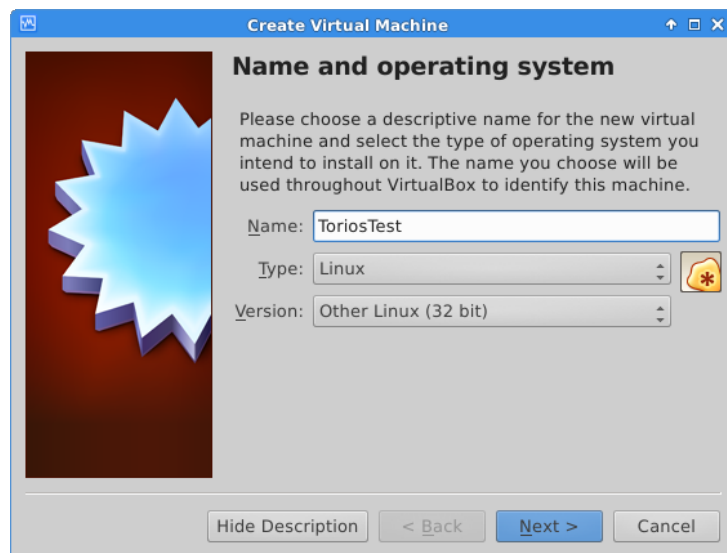 Create Virtual Machine
Name and operating system
Please choose a descriptive name for the new virtual
machine and select the type of operating system you
intend to install on it. The name you choose will be
used throughout VirtualBox to identify this machine.
Name: ToriosTest
Type: Linux
Version: Other Linux (32 bit)
Hide Description < Back Next > Cancel